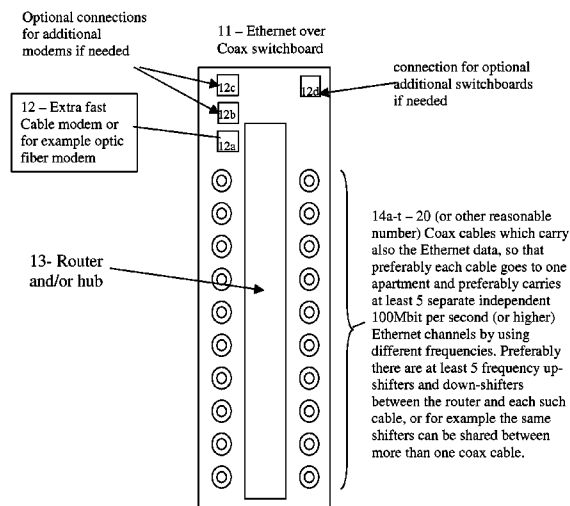 Optional connections
for additional
modems if needed
11 – Ethernet over
Coax switchboard
connection for optional
additional switchboards
if needed
12c
12d
12b
12a
12 – Extra fast
Cable modem or
for example optic
fiber modem
13- Router
and/or hub
14a-t – 20 (or other reasonable
number) Coax cables which carry
also the Ethernet data, so that
preferably each cable goes to one
apartment and preferably carries
at least 5 separate independent
100Mbit per second (or higher)
Ethernet channels by using
different frequencies. Preferably
there are at least 5 frequency up-
shifters and down-shifters
between the router and each such
cable, or for example the same
shifters can be shared between
more than one coax cable.